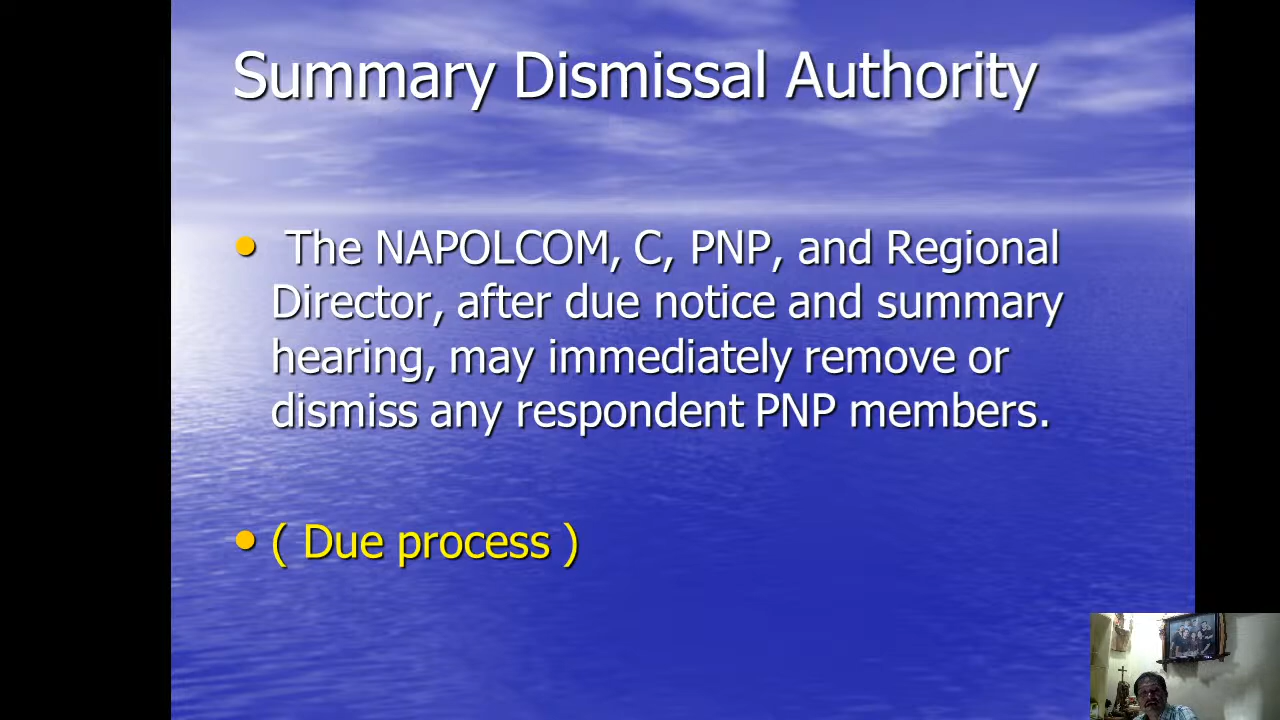 Summary Dismissal Authority
• The NAPOLCOM, C, PNP, and Regional
Director, after due notice and summary
hearing, may immediately remove or
dismiss any respondent PNP members.
• ( Due process )